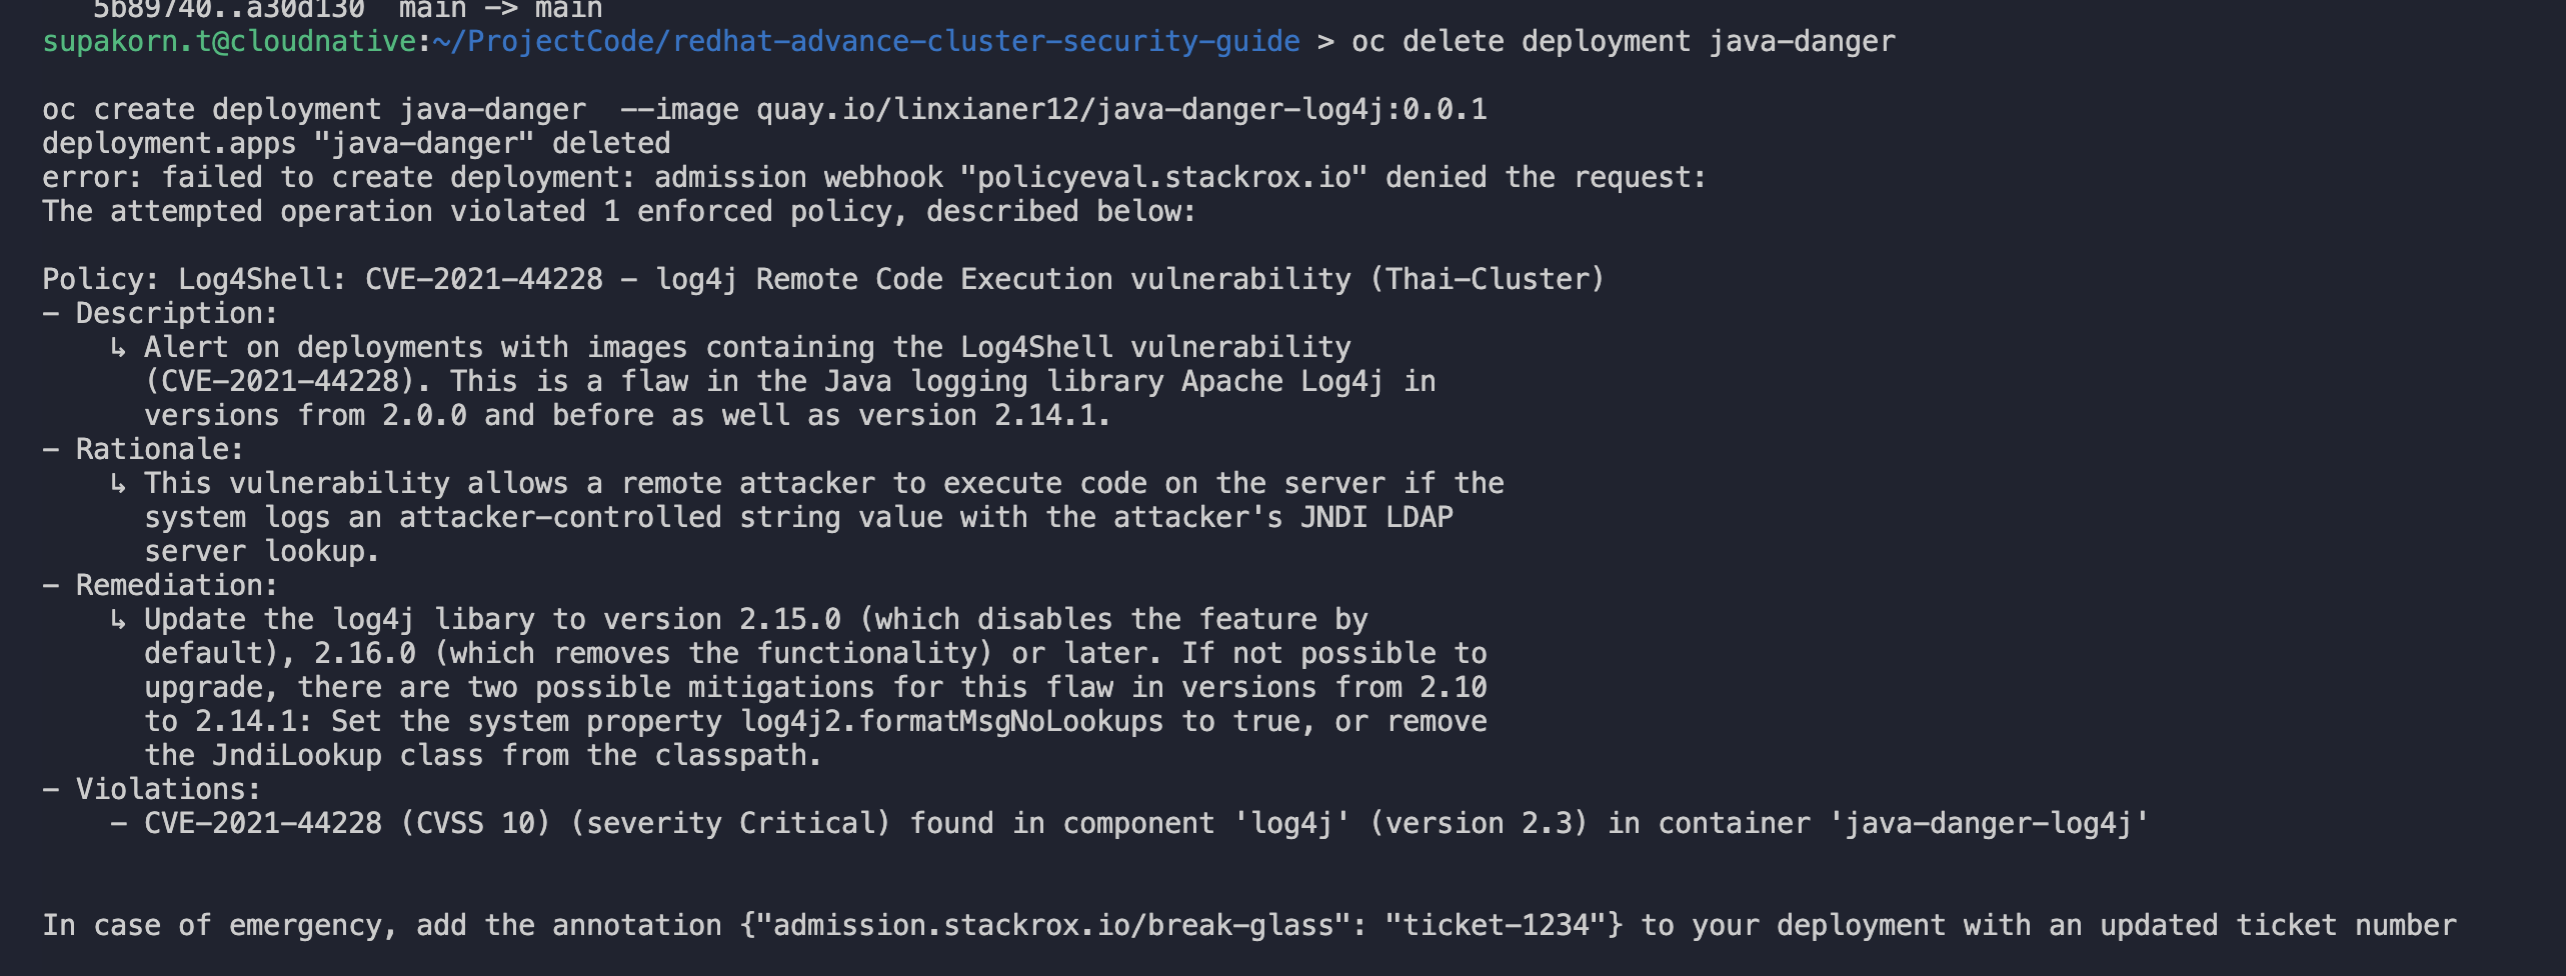 5b89740..a30d130  main -> main
supakorn.t@cloudnative:~/ProjectCode/redhat-advance-cluster-security-guide > oc delete deployment java-danger
oc create deployment java-danger  --image quay.io/linxianer12/java-danger-log4j:0.0.1
deployment.apps "java-danger" deleted
error: failed to create deployment: admission webhook "policyeval.stackrox.io" denied the request:
The attempted operation violated 1 enforced policy, described below:
Policy: Log4Shell: CVE-2021-44228 - log4j Remote Code Execution vulnerability (Thai-Cluster)
- Description:
↳ Alert on deployments with images containing the Log4Shell vulnerability
(CVE-2021-44228). This is a flaw in the Java logging library Apache Log4j in
versions from 2.0.0 and before as well as version 2.14.1.
- Rationale:
↳ This vulnerability allows a remote attacker to execute code on the server if the
system logs an attacker-controlled string value with the attacker's JNDI LDAP
server lookup.
- Remediation:
↳ Update the log4j libary to version 2.15.0 (which disables the feature by
default), 2.16.0 (which removes the functionality) or later. If not possible to
upgrade, there are two possible mitigations for this flaw in versions from 2.10
to 2.14.1: Set the system property log4j2.formatMsgNoLookups to true, or remove
the JndiLookup class from the classpath.
- Violations:
- CVE-2021-44228 (CVSS 10) (severity Critical) found in component 'log4j' (version 2.3) in container 'java-danger-log4j'
In case of emergency, add the annotation {"admission.stackrox.io/break-glass": "ticket-1234"} to your deployment with an updated ticket number